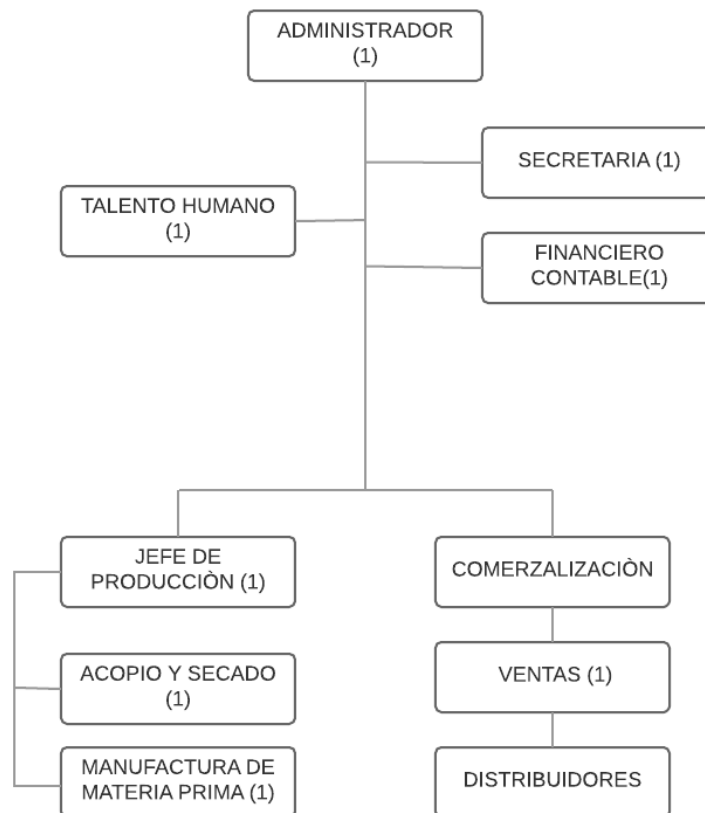 ADMINISTRADOR
(1)
SECRETARIA (1)
TALENTO HUMANO
(1)
FINANCIERO
CONTABLE(1)
JEFE DE
PRODUCCIÒN (1)
COMERZALIZACIÒN
ACOPIO Y SECADO
(1)
VENTAS (1)
MANUFACTURA DE
MATERIA PRIMA (1)
DISTRIBUIDORES